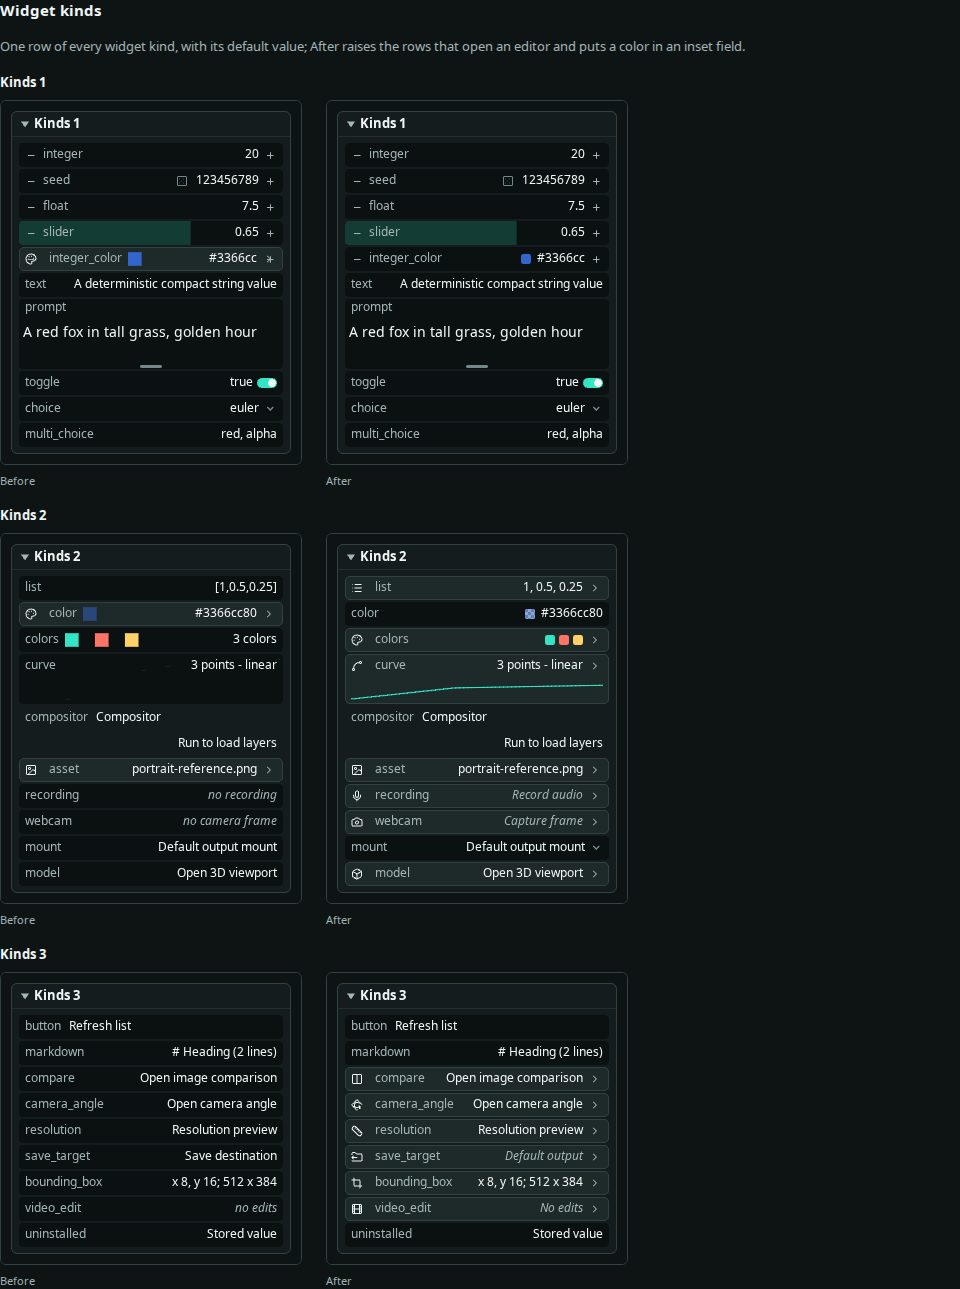 Widget kinds
One row of every widget kind, with its default value; After raises the rows that open an editor and puts a color in an inset field.
Kinds 1
Kinds 1
– integer 20 +
– seed 123456789 +
– float 7.5 +
– slider 0.65 +
integer_color #3366cc +
text A deterministic compact string value
prompt
A red fox in tall grass, golden hour
toggle true
choice euler
multi_choice red, alpha
Before
Kinds 1
– integer 20 +
– seed 123456789 +
– float 7.5 +
– slider 0.65 +
– integer_color #3366cc +
text A deterministic compact string value
prompt
A red fox in tall grass, golden hour
toggle true
choice euler
multi_choice red, alpha
After
Kinds 2
Kinds 2
list [1,0.5,0.25]
color #3366cc80
colors 3 colors
curve 3 points - linear
compositor Compositor
Run to load layers
asset portrait-reference.png
recording no recording
webcam no camera frame
mount Default output mount
model Open 3D viewport
Before
Kinds 2
list 1, 0.5, 0.25
color #3366cc80
colors
curve 3 points - linear
compositor Compositor
Run to load layers
asset portrait-reference.png
recording Record audio
webcam Capture frame
mount Default output mount
model Open 3D viewport
After
Kinds 3
Kinds 3
button Refresh list
markdown # Heading (2 lines)
compare Open image comparison
camera_angle Open camera angle
resolution Resolution preview
save_target Save destination
bounding_box x 8, y 16; 512 x 384
video_edit no edits
uninstalled Stored value
Before
Kinds 3
button Refresh list
markdown # Heading (2 lines)
compare Open image comparison
camera_angle Open camera angle
resolution Resolution preview
save_target Default output
bounding_box x 8, y 16; 512 x 384
video_edit No edits
uninstalled Stored value
After